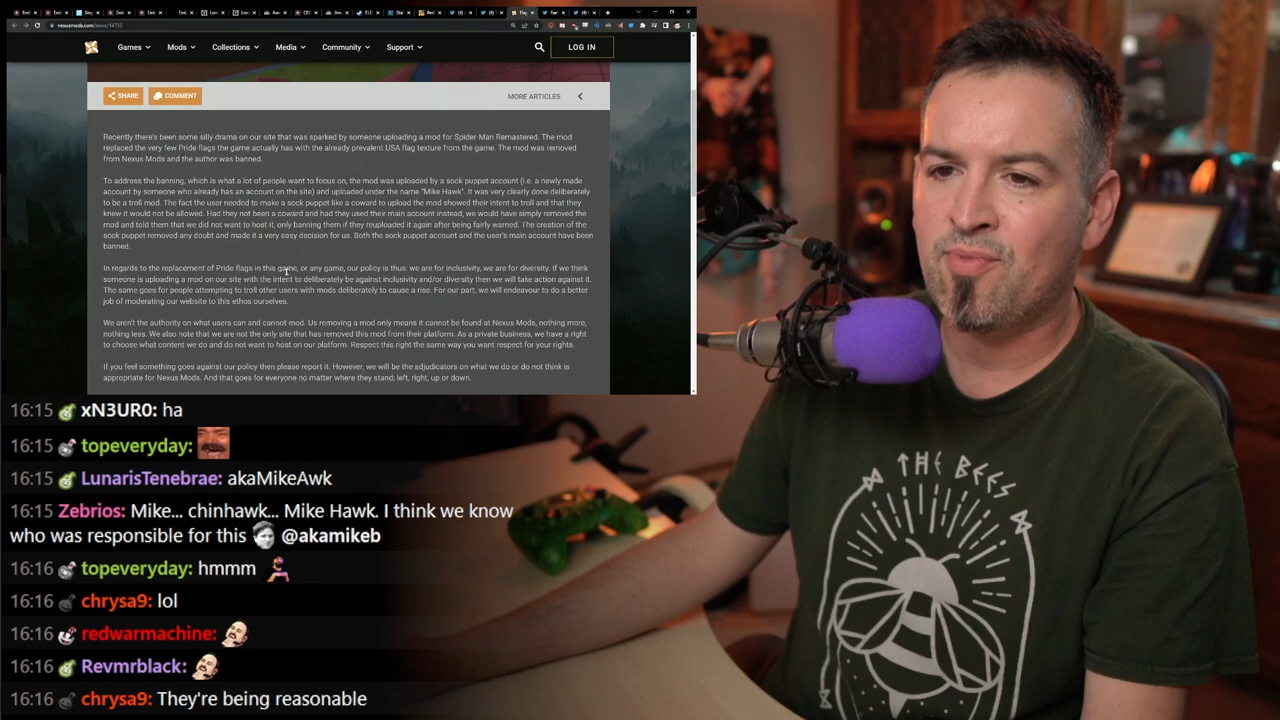 nexusmods.com/news/14733
Games Mods Collections Media Community Support LOG IN
SHARE COMMENT MORE ARTICLES
Recently there's been some silly drama on our site that was sparked by someone uploading a mod for Spider-Man Remastered. The mod
replaced the very few Pride flags the game actually has with the already prevalent USA flag texture from the game. The mod was removed
from Nexus Mods and the author was banned.
To address the banning, which is what a lot of people want to focus on, the mod was uploaded by a sock puppet account (i.e. a newly made
account by someone who already has an account on the site) and uploaded under the name "Mike Hawk". It was very clearly done deliberately
to be a troll mod. The fact the user needed to make a sock puppet like a coward to upload the mod showed their intent to troll and that they
knew it would not be allowed. Had they not been a coward and had they used their main account instead, we would have simply removed the
mod and told them that we did not want to host it, only banning them if they reuploaded it again after being fairly warned. The creation of the
sock puppet removed any doubt and made it a very easy decision for us. Both the sock puppet account and the user's main account have been
banned.
In regards to the replacement of Pride flags in this game, or any game, our policy is thus: we are for inclusivity, we are for diversity. If we think
someone is uploading a mod on our site with the intent to deliberately be against inclusivity and/or diversity then we will take action against it.
The same goes for people attempting to troll other users with mods deliberately to cause a rise. For our part, we will endeavour to do a better
job of moderating our website to this ethos ourselves.
We aren't the authority on what users can and cannot mod. Us removing a mod only means it cannot be found at Nexus Mods, nothing more,
nothing less. We also note that we are not the only site that has removed this mod from their platform. As a private business, we have a right
to choose what content we do and do not want to host on our platform. Respect this right the same way you want respect for your rights.
If you feel something goes against our policy then please report it. However, we will be the adjudicators on what we do or do not think is
appropriate for Nexus Mods. And that goes for everyone no matter where they stand; left, right, up or down.
16:15 xN3UR0: ha
16:15 topeveryday:
16:15 LunarisTenebrae: akaMikeAwk
16:15 Zebrios: Mike... chinhawk... Mike Hawk. I think we know
who was responsible for this @akamikeb
16:16 topeveryday: hmmm
16:16 chrysa9: lol
16:16 redwarmachine:
16:16 Revmrblack:
16:16 chrysa9: They're being reasonable
THE BEES